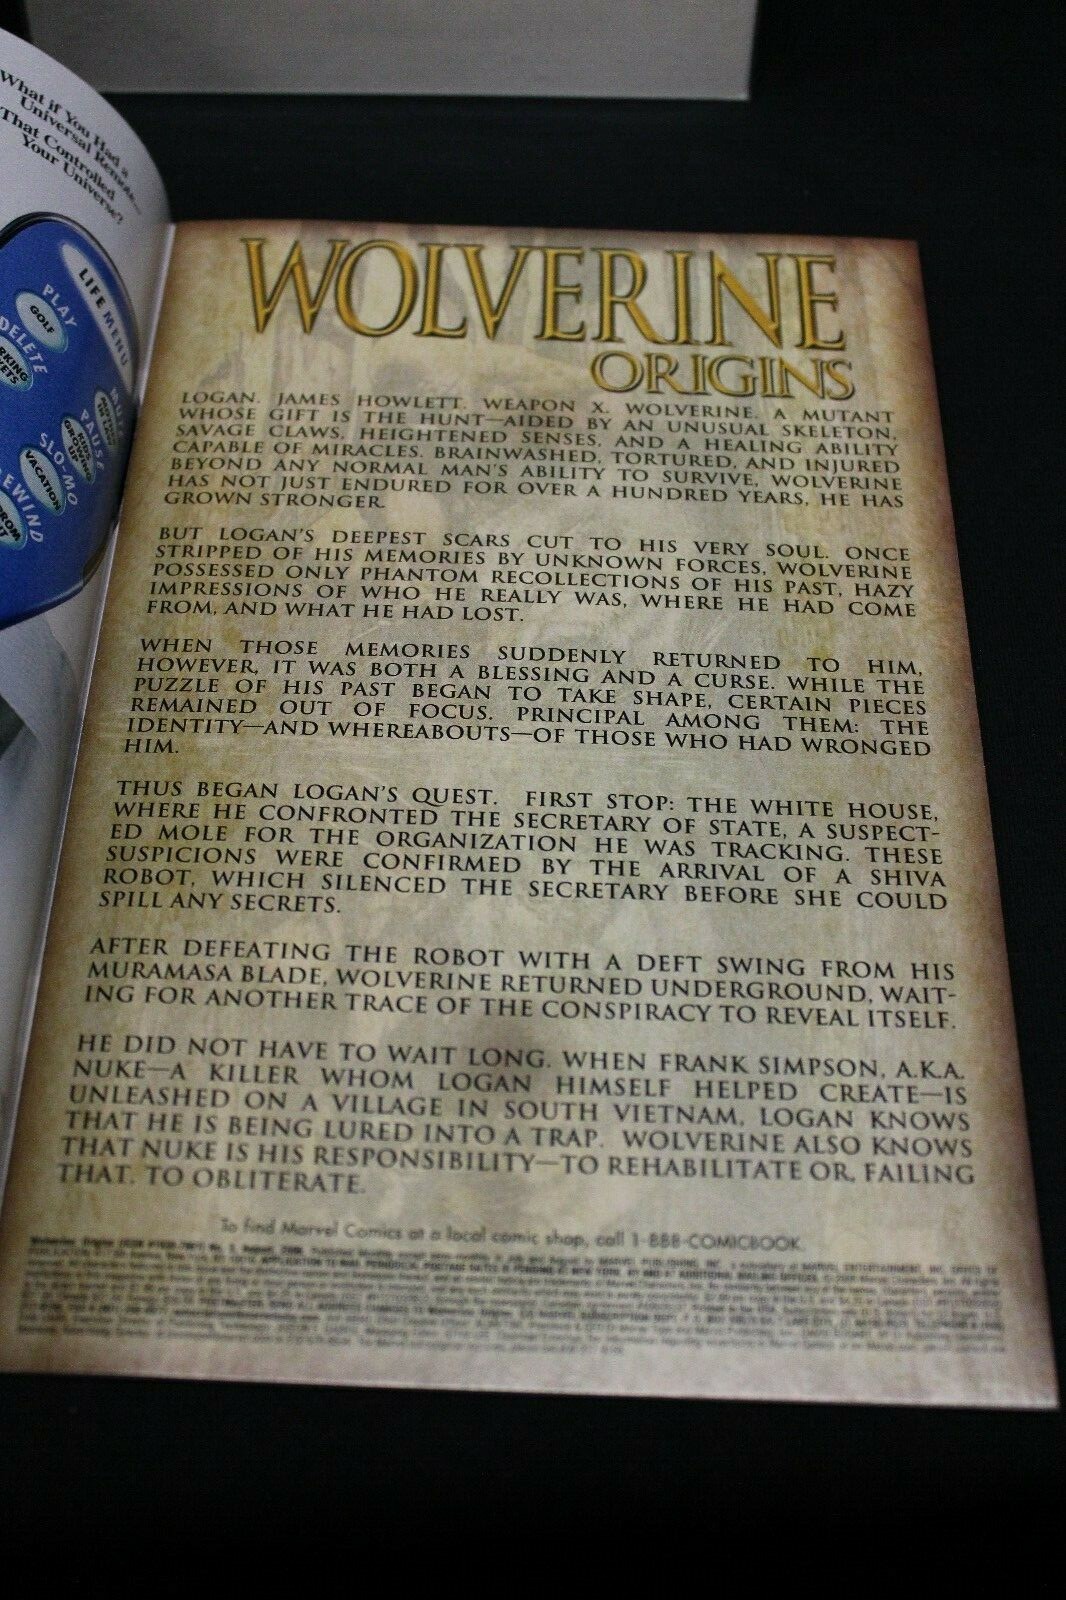 What if You Had a
Universal Remote...
That Controlled
Your Universe?
LIFE MENU
PLAY
GOLF
DELETE
PAUSE
SLO-MO
VACATION
WOLVERINE
ORIGINS
LOGAN. JAMES HOWLETT. WEAPON X. WOLVERINE. A MUTANT
WHOSE GIFT IS THE HUNT—AIDED BY AN UNUSUAL SKELETON,
SAVAGE CLAWS, HEIGHTENED SENSES, AND A HEALING ABILITY
CAPABLE OF MIRACLES. BRAINWASHED, TORTURED, AND INJURED
BEYOND ANY NORMAL MAN'S ABILITY TO SURVIVE, WOLVERINE
HAS NOT JUST ENDURED FOR OVER A HUNDRED YEARS, HE HAS
GROWN STRONGER.
BUT LOGAN'S DEEPEST SCARS CUT TO HIS VERY SOUL. ONCE
STRIPPED OF HIS MEMORIES BY UNKNOWN FORCES, WOLVERINE
POSSESSED ONLY PHANTOM RECOLLECTIONS OF HIS PAST, HAZY
IMPRESSIONS OF WHO HE REALLY WAS, WHERE HE HAD COME
FROM, AND WHAT HE HAD LOST.
WHEN THOSE MEMORIES SUDDENLY RETURNED TO HIM,
HOWEVER, IT WAS BOTH A BLESSING AND A CURSE. WHILE THE
PUZZLE OF HIS PAST BEGAN TO TAKE SHAPE, CERTAIN PIECES
REMAINED OUT OF FOCUS. PRINCIPAL AMONG THEM: THE
IDENTITY—AND WHEREABOUTS—OF THOSE WHO HAD WRONGED
HIM.
THUS BEGAN LOGAN'S QUEST. FIRST STOP: THE WHITE HOUSE,
WHERE HE CONFRONTED THE SECRETARY OF STATE, A SUSPECT-
ED MOLE FOR THE ORGANIZATION HE WAS TRACKING. THESE
SUSPICIONS WERE CONFIRMED BY THE ARRIVAL OF A SHIVA
ROBOT, WHICH SILENCED THE SECRETARY BEFORE SHE COULD
SPILL ANY SECRETS.
AFTER DEFEATING THE ROBOT WITH A DEFT SWING FROM HIS
MURAMASA BLADE, WOLVERINE RETURNED UNDERGROUND, WAIT-
ING FOR ANOTHER TRACE OF THE CONSPIRACY TO REVEAL ITSELF.
HE DID NOT HAVE TO WAIT LONG. WHEN FRANK SIMPSON, A.K.A.
NUKE—A KILLER WHOM LOGAN HIMSELF HELPED CREATE—IS
UNLEASHED ON A VILLAGE IN SOUTH VIETNAM, LOGAN KNOWS
THAT HE IS BEING LURED INTO A TRAP. WOLVERINE ALSO KNOWS
THAT NUKE IS HIS RESPONSIBILITY—TO REHABILITATE OR, FAILING
THAT, TO OBLITERATE.
To find Marvel Comics at a local comic shop, call 1-888-COMICBOOK.